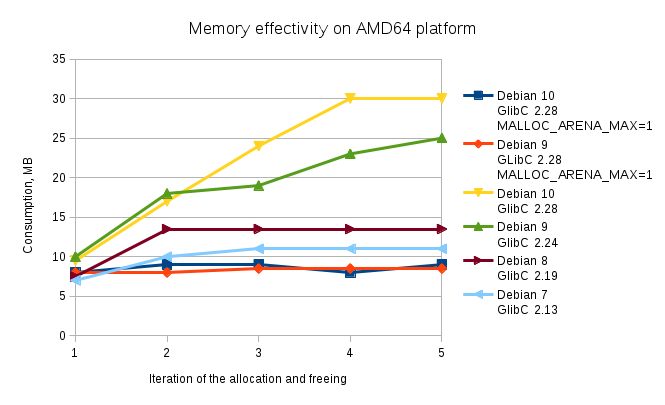 Memory effectivity on AMD64 platform
35
30
25
20
15
10
5
0
Consumption, MB
1 2 3 4 5
Iteration of the allocation and freeing
Debian 10
GlibC 2.28
MALLOC_ARENA_MAX=1
Debian 9
GLibC 2.28
MALLOC_ARENA_MAX=1
Debian 10
GlibC 2.28
Debian 9
GlibC 2.24
Debian 8
GlibC 2.19
Debian 7
GlibC 2.13